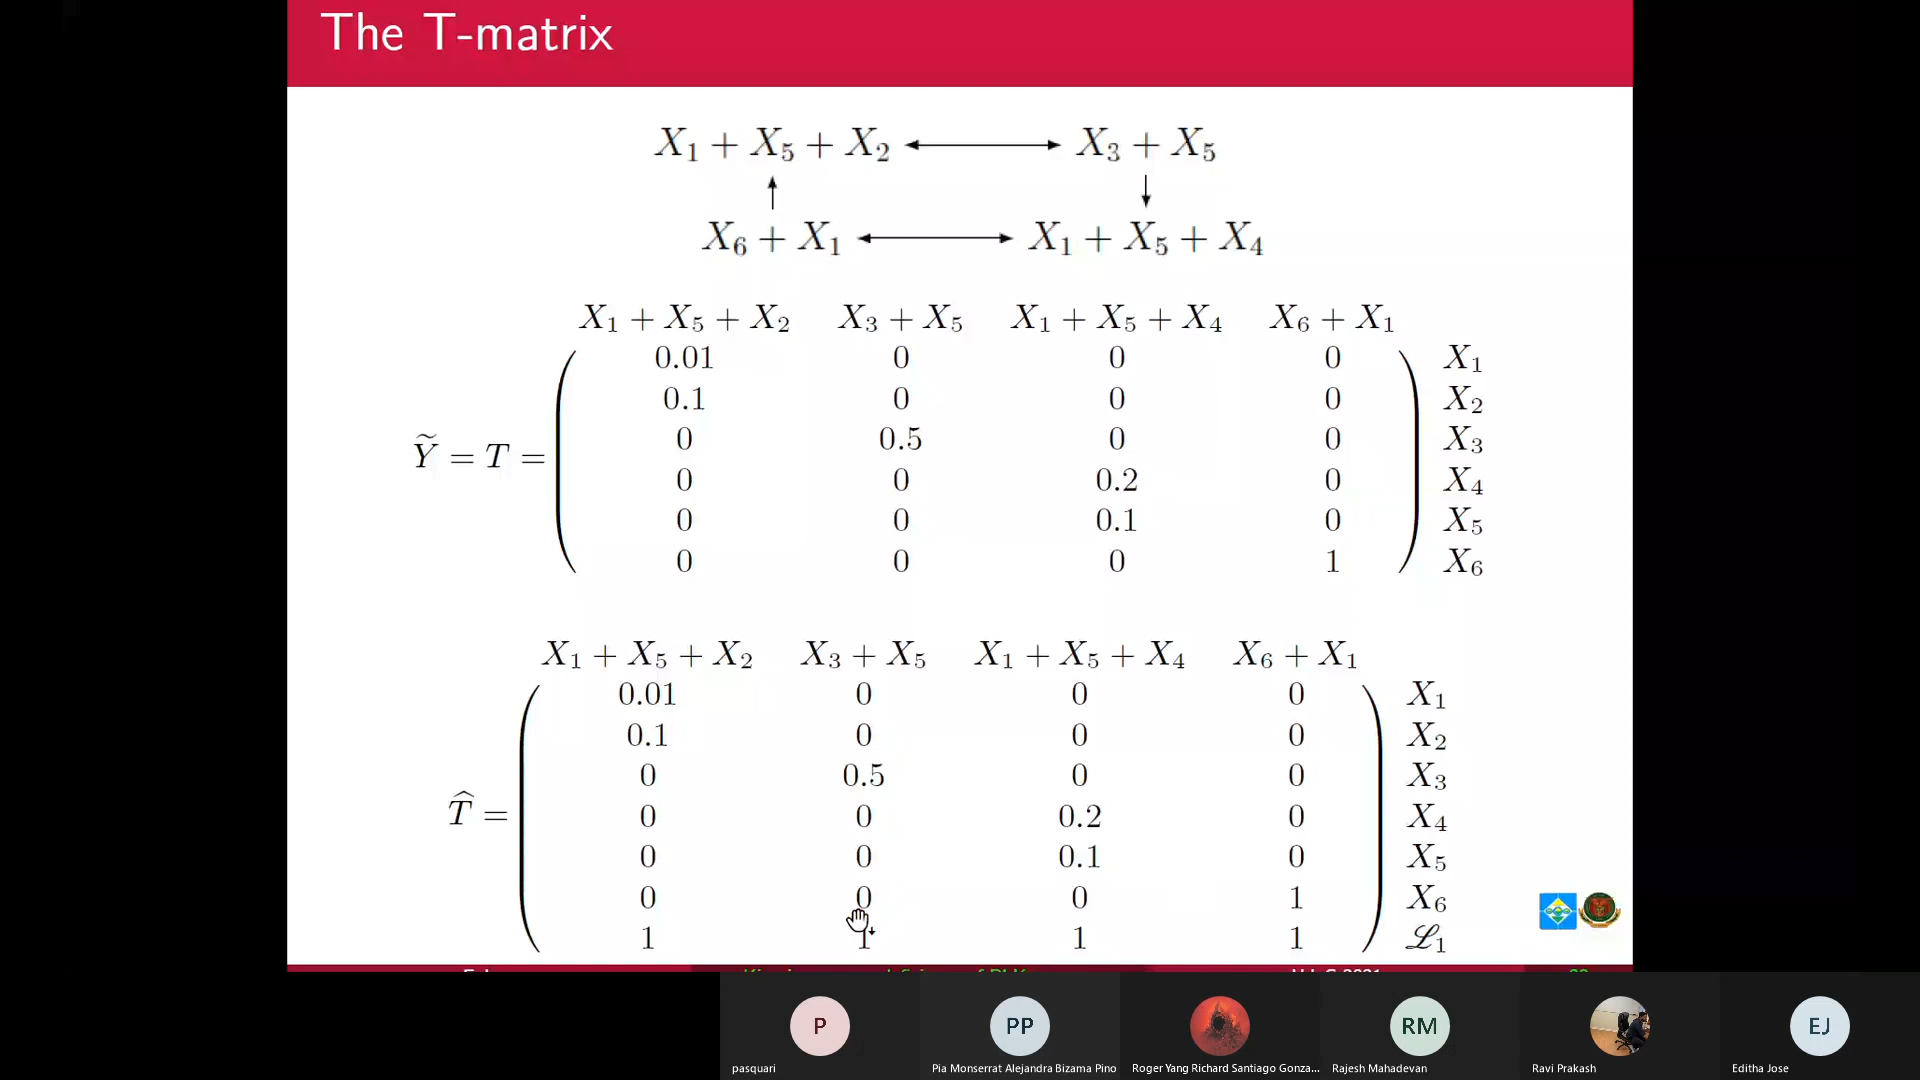 The T-matrix
X₁ + X₅ + X₂ ⟷ X₃ + X₅
↑ ↓
X₆ + X₁ ⟷ X₁ + X₅ + X₄
X₁ + X₅ + X₂ X₃ + X₅ X₁ + X₅ + X₄ X₆ + X₁
0.01 0 0 0 X₁
0.1 0 0 0 X₂
0 0.5 0 0 X₃
Ỹ = T =
0 0 0.2 0 X₄
0 0 0.1 0 X₅
0 0 0 1 X₆
X₁ + X₅ + X₂ X₃ + X₅ X₁ + X₅ + X₄ X₆ + X₁
0.01 0 0 0 X₁
0.1 0 0 0 X₂
0 0.5 0 0 X₃
T̂ = 0 0 0.2 0 X₄
0 0 0.1 0 X₅
0 0 0 1 X₆
1 1 1 1 ℒ₁
P PP RM EJ
pasquari Pia Monserrat Alejandra Bizama Pino Roger Yang Richard Santiago Gonza... Rajesh Mahadevan Ravi Prakash Editha Jose